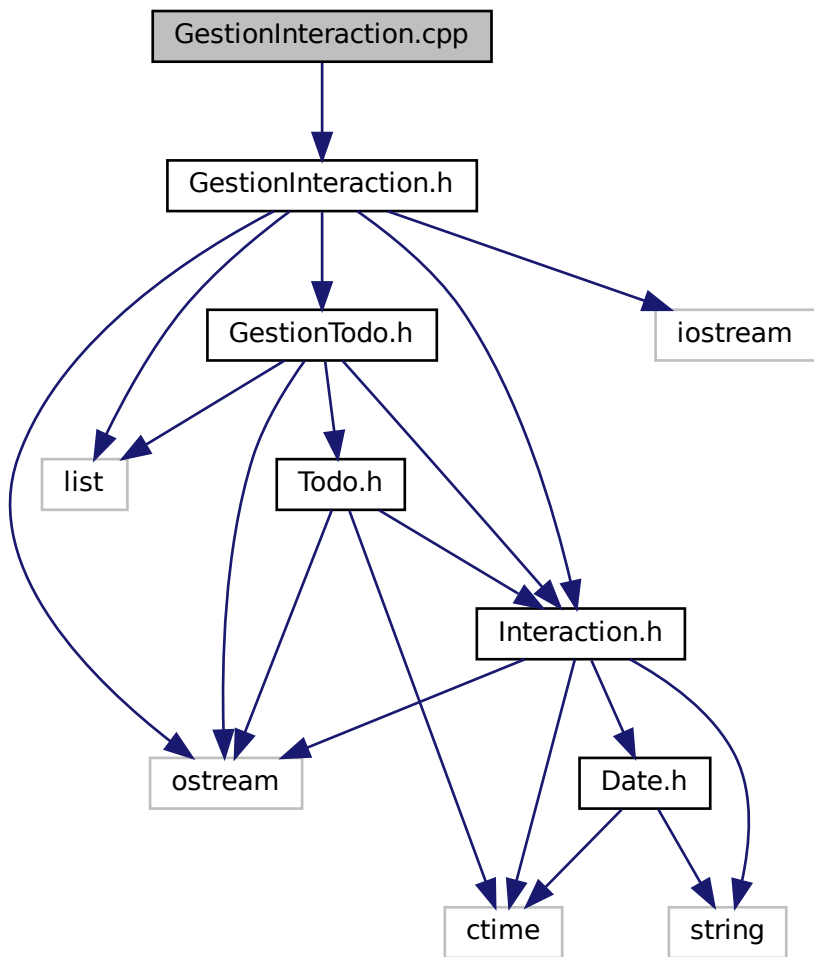 GestionInteraction.cpp
GestionInteraction.h
GestionTodo.h
iostream
list
Todo.h
Interaction.h
ostream
Date.h
ctime
string